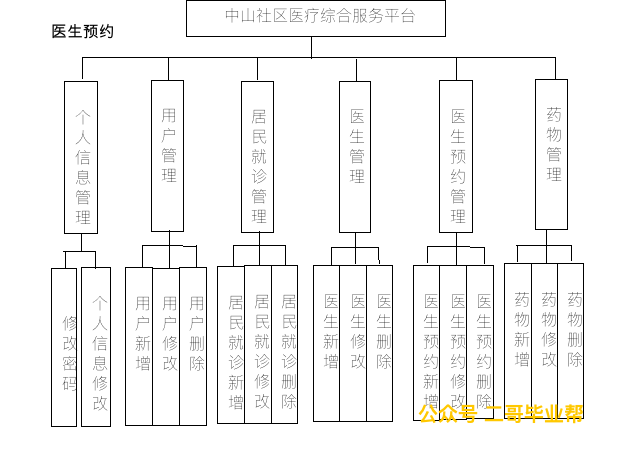 中山社区医疗综合服务平台
医生预约
个人信息管理
用户管理
居民就诊管理
医生管理
医生预约管理
药物管理
修改密码
个人信息修改
用户新增
用户修改
用户删除
居民就诊新增
居民就诊修改
居民就诊删除
医生新增
医生修改
医生删除
医生预约新增
医生预约修改
医生预约删除
药物新增
药物修改
药物删除
公众号 二哥毕业帮